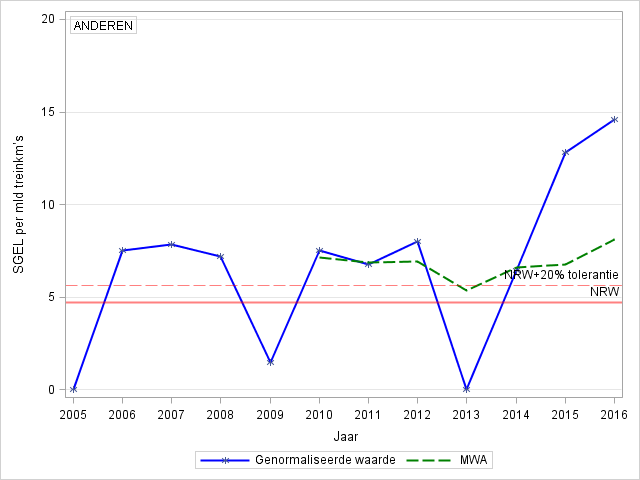 ANDEREN
20
15
10
5
0
SGEL per mld treinkm's
NRW+20% tolerantie
NRW
2005 2006 2007 2008 2009 2010 2011 2012 2013 2014 2015 2016
Jaar
Genormaliseerde waarde MWA